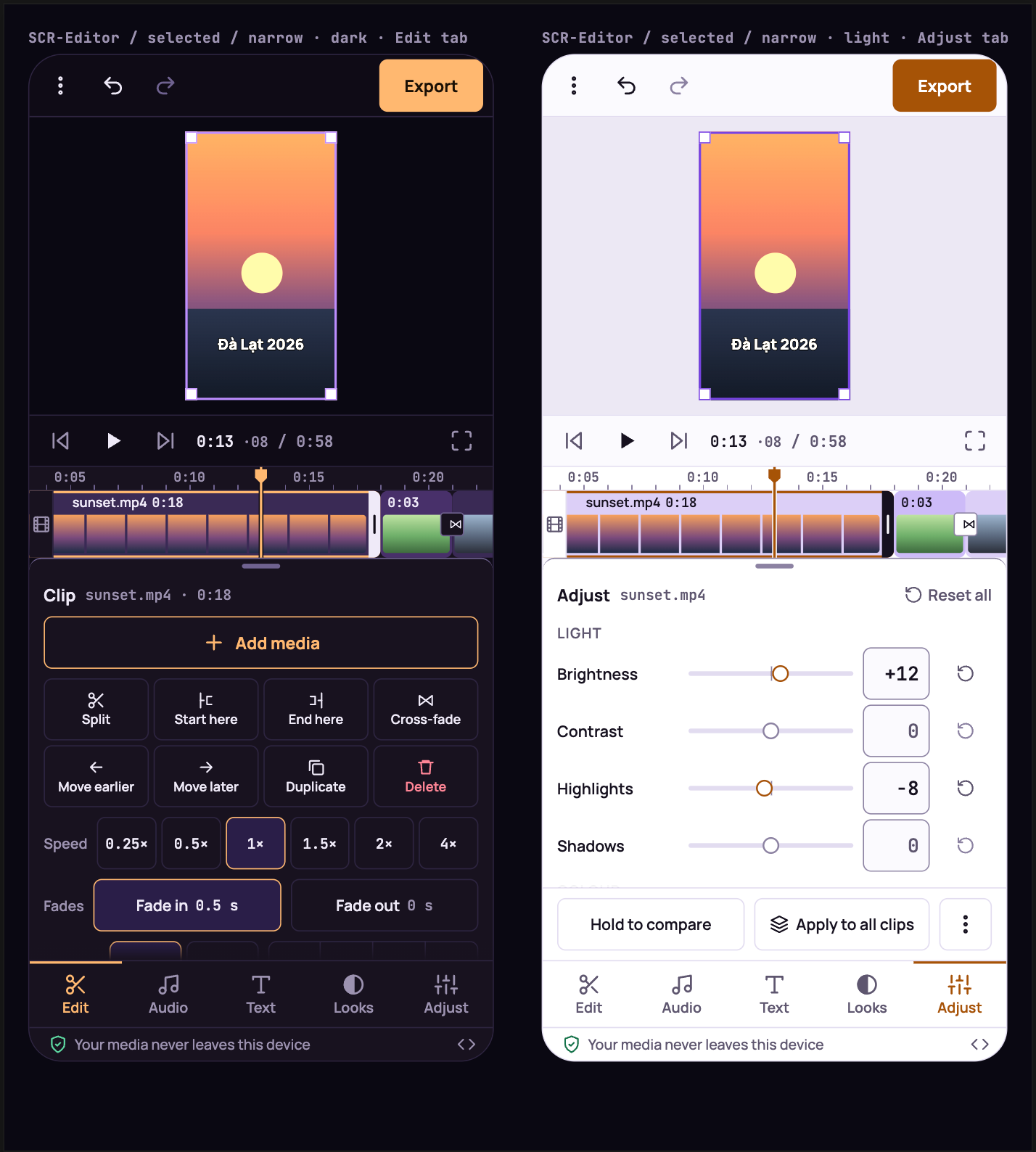 SCR-Editor / selected / narrow · dark · Edit tab
Export
Đà Lạt 2026
0:13 ·08 / 0:58
0:05 0:10 0:15 0:20
sunset.mp4 0:18 0:03
Clip sunset.mp4 · 0:18
Add media
Split Start here End here Cross-fade
Move earlier Move later Duplicate Delete
Speed 0.25× 0.5× 1× 1.5× 2× 4×
Fades Fade in 0.5 s Fade out 0 s
Edit Audio Text Looks Adjust
Your media never leaves this device
SCR-Editor / selected / narrow · light · Adjust tab
Export
Đà Lạt 2026
0:13 ·08 / 0:58
0:05 0:10 0:15 0:20
sunset.mp4 0:18 0:03
Adjust sunset.mp4 Reset all
LIGHT
Brightness +12
Contrast 0
Highlights -8
Shadows 0
Hold to compare Apply to all clips
Edit Audio Text Looks Adjust
Your media never leaves this device